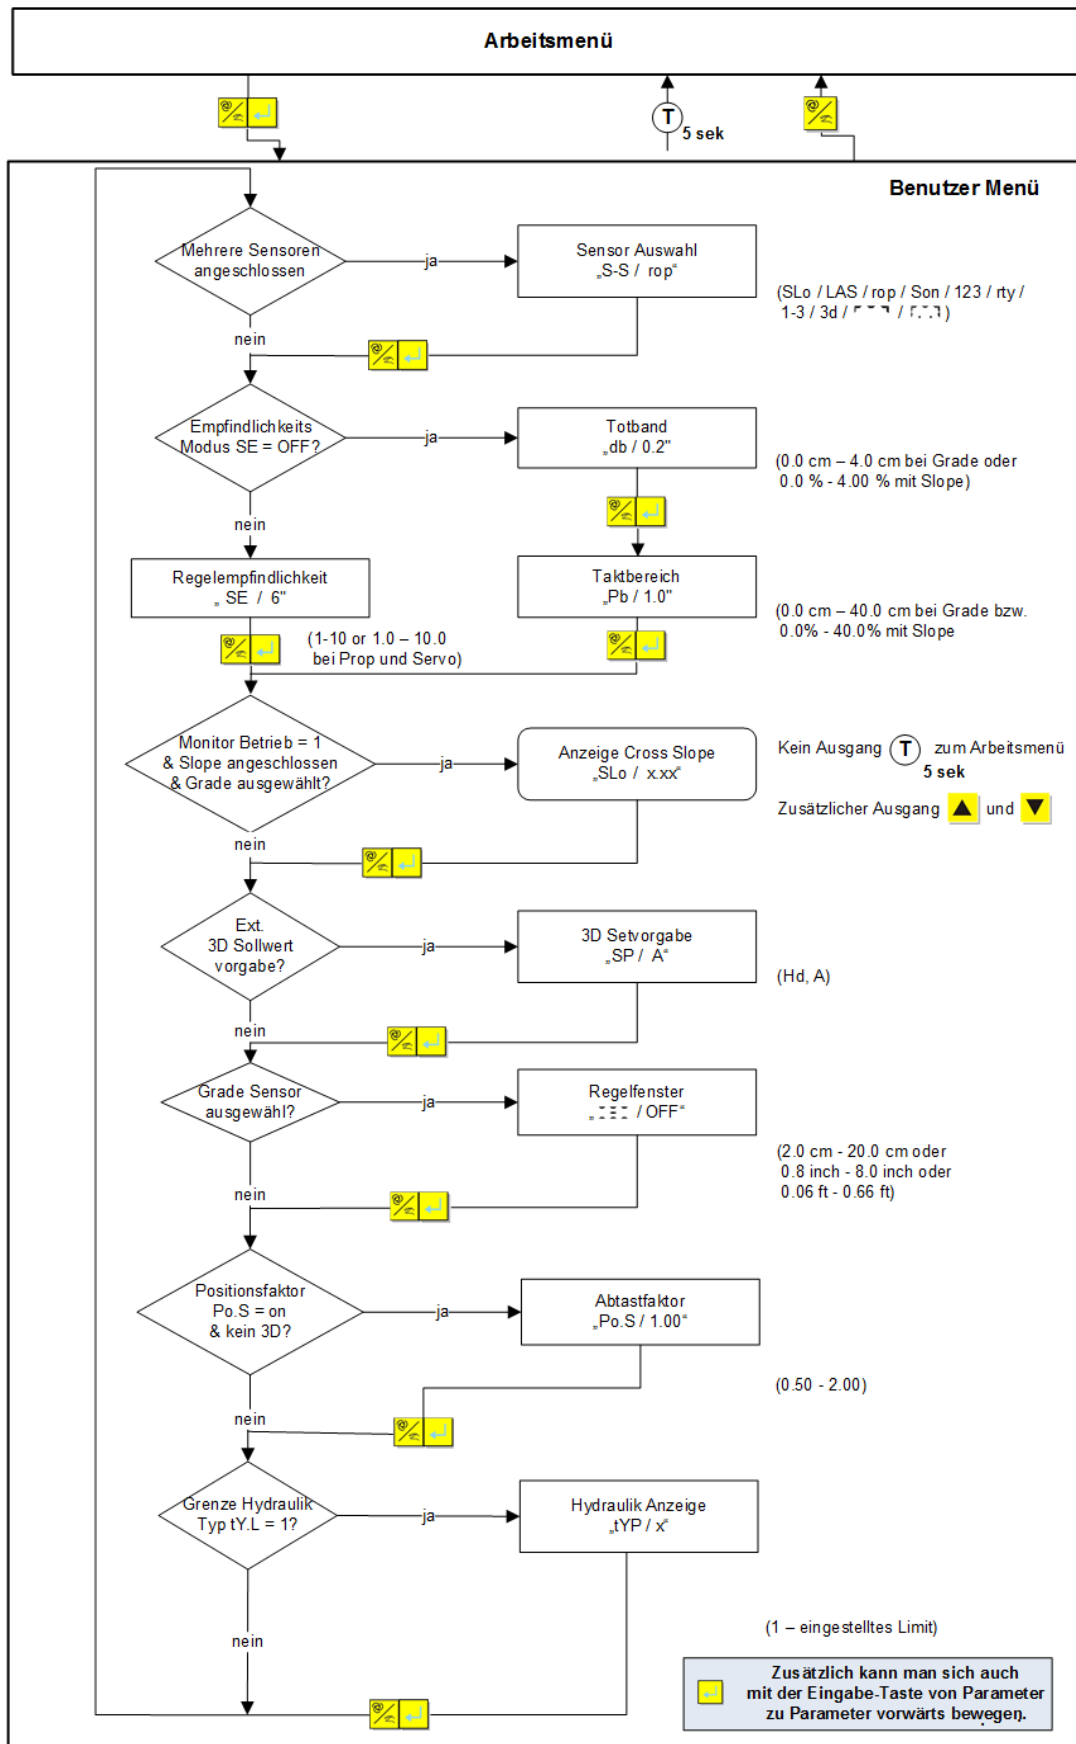 Arbeitsmenü
T
5 sek
Benutzer Menü
Mehrere Sensoren
angeschlossen
ja
Sensor Auswahl
„S-S / rop“
(SLo / LAS / rop / Son / 123 / rty /
1-3 / 3d /
/
)
nein
Empfindlichkeits
Modus SE = OFF?
ja
Totband
„db / 0.2"
(0.0 cm – 4.0 cm bei Grade oder
0.0 % - 4.00 % mit Slope)
nein
Regelempfindlichkeit
„ SE / 6"
Taktbereich
„Pb / 1.0"
(0.0 cm – 40.0 cm bei Grade bzw.
0.0% - 40.0% mit Slope
(1-10 or 1.0 – 10.0
bei Prop und Servo)
Monitor Betrieb = 1
& Slope angeschlossen
& Grade ausgewählt?
ja
Anzeige Cross Slope
„SLo / x.xx“
Kein Ausgang T zum Arbeitsmenü
5 sek
Zusätzlicher Ausgang ▲ und ▼
nein
Ext.
3D Sollwert
vorgabe?
ja
3D Setvorgabe
„SP / A“
(Hd, A)
nein
Grade Sensor
ausgewähl?
ja
Regelfenster
„ / OFF“
(2.0 cm - 20.0 cm oder
0.8 inch - 8.0 inch oder
0.06 ft - 0.66 ft)
nein
Positionsfaktor
Po.S = on
& kein 3D?
ja
Abtastfaktor
„Po.S / 1.00“
(0.50 - 2.00)
nein
Grenze Hydraulik
Typ tY.L = 1?
ja
Hydraulik Anzeige
„tYP / x“
nein
(1 – eingestelltes Limit)
Zusätzlich kann man sich auch
mit der Eingabe-Taste von Parameter
zu Parameter vorwärts bewegen.